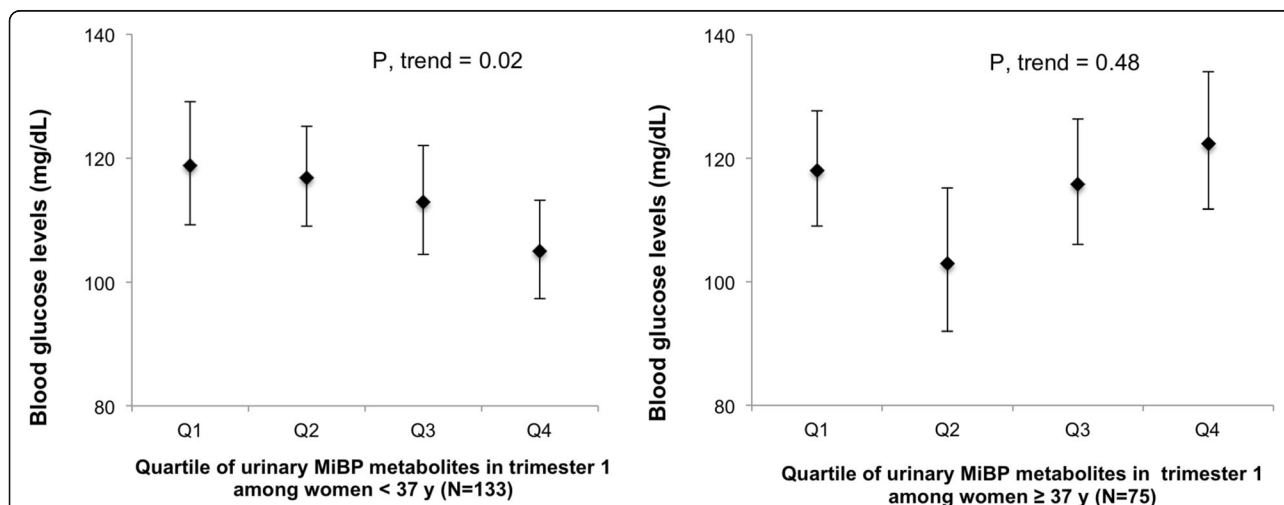 P, trend = 0.02
Blood glucose levels (mg/dL)
140
120
100
80
Q1 Q2 Q3 Q4
Quartile of urinary MiBP metabolites in trimester 1
among women < 37 y (N=133)
P, trend = 0.48
Blood glucose levels (mg/dL)
140
120
100
80
Q1 Q2 Q3 Q4
Quartile of urinary MiBP metabolites in trimester 1
among women ≥ 37 y (N=75)